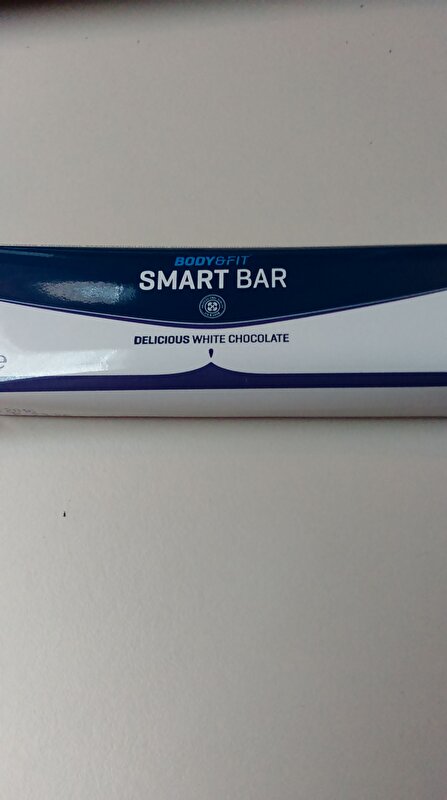 BODY&FIT
SMART BAR
DELICIOUS WHITE CHOCOLATE
e